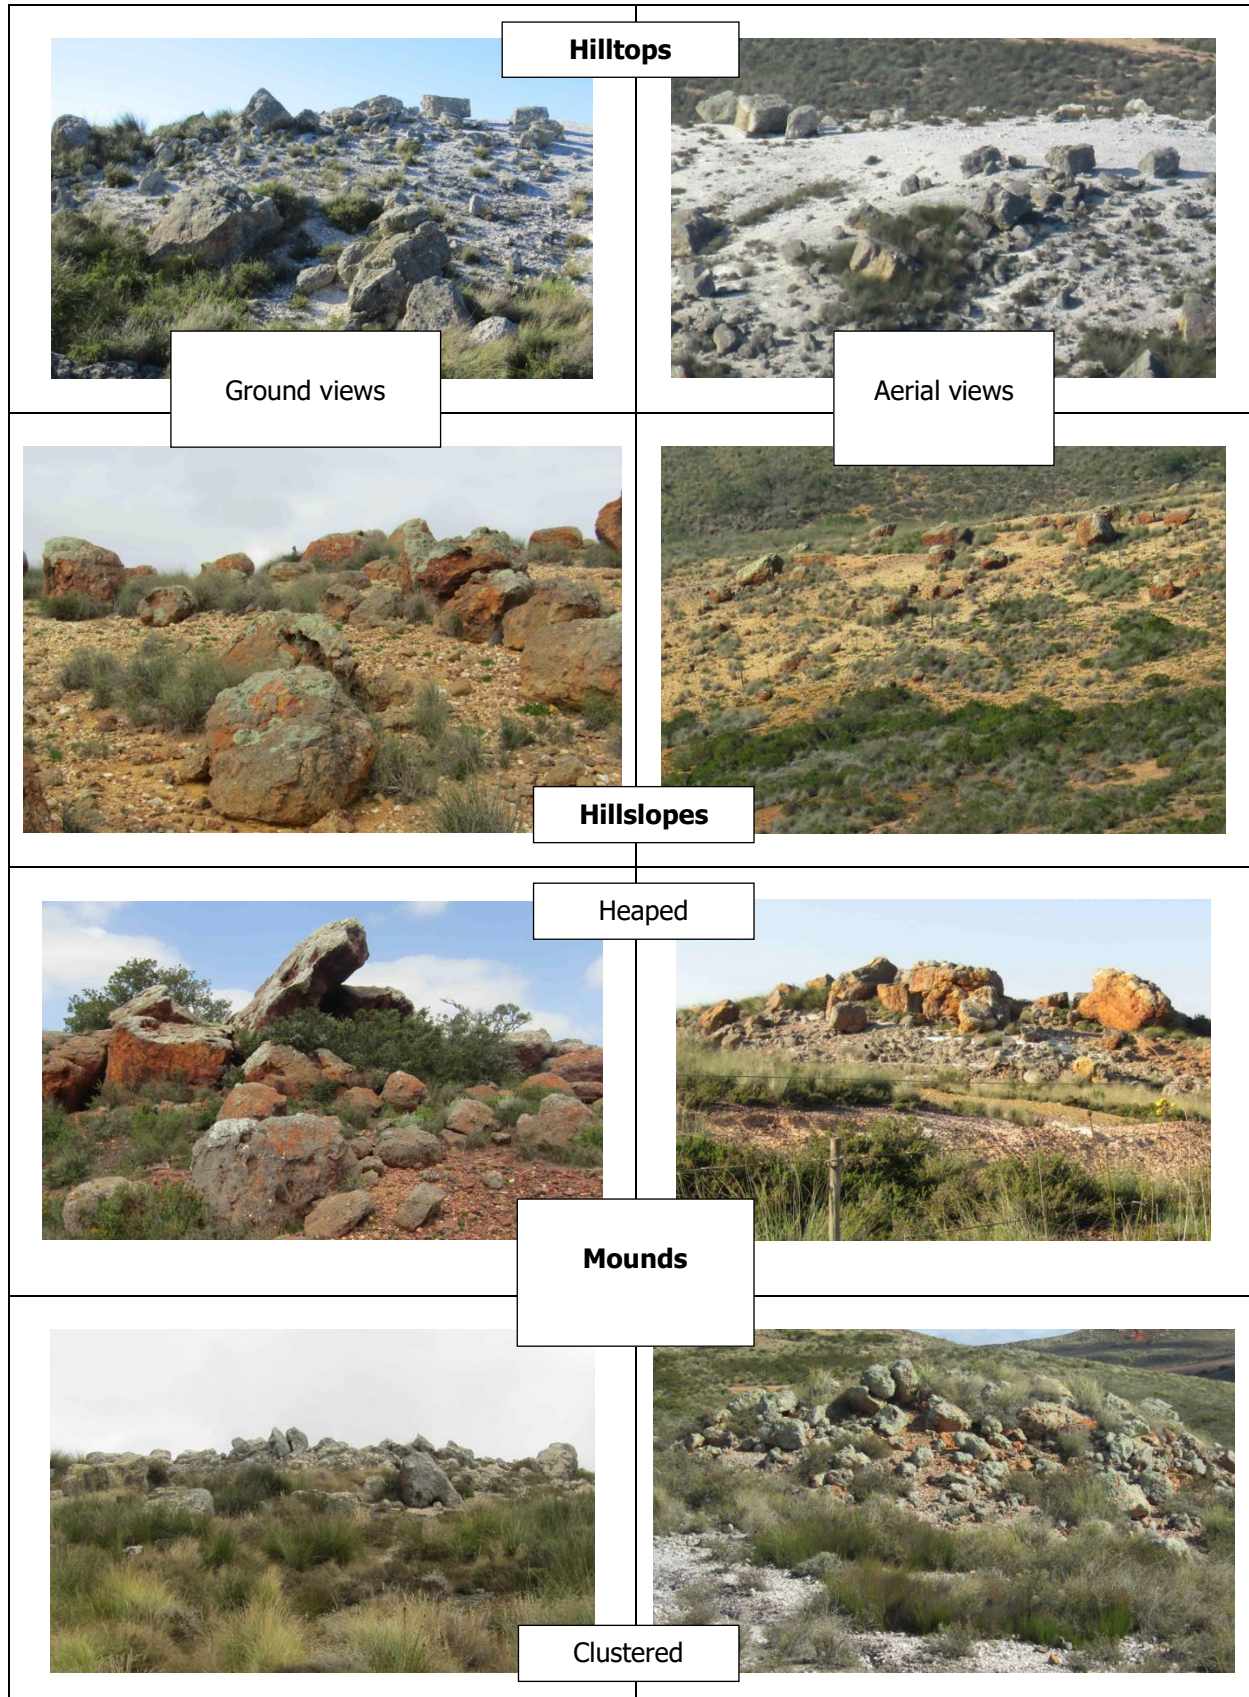 Hilltops
Ground views
Aerial views
Hillslopes
Heaped
Mounds
Clustered